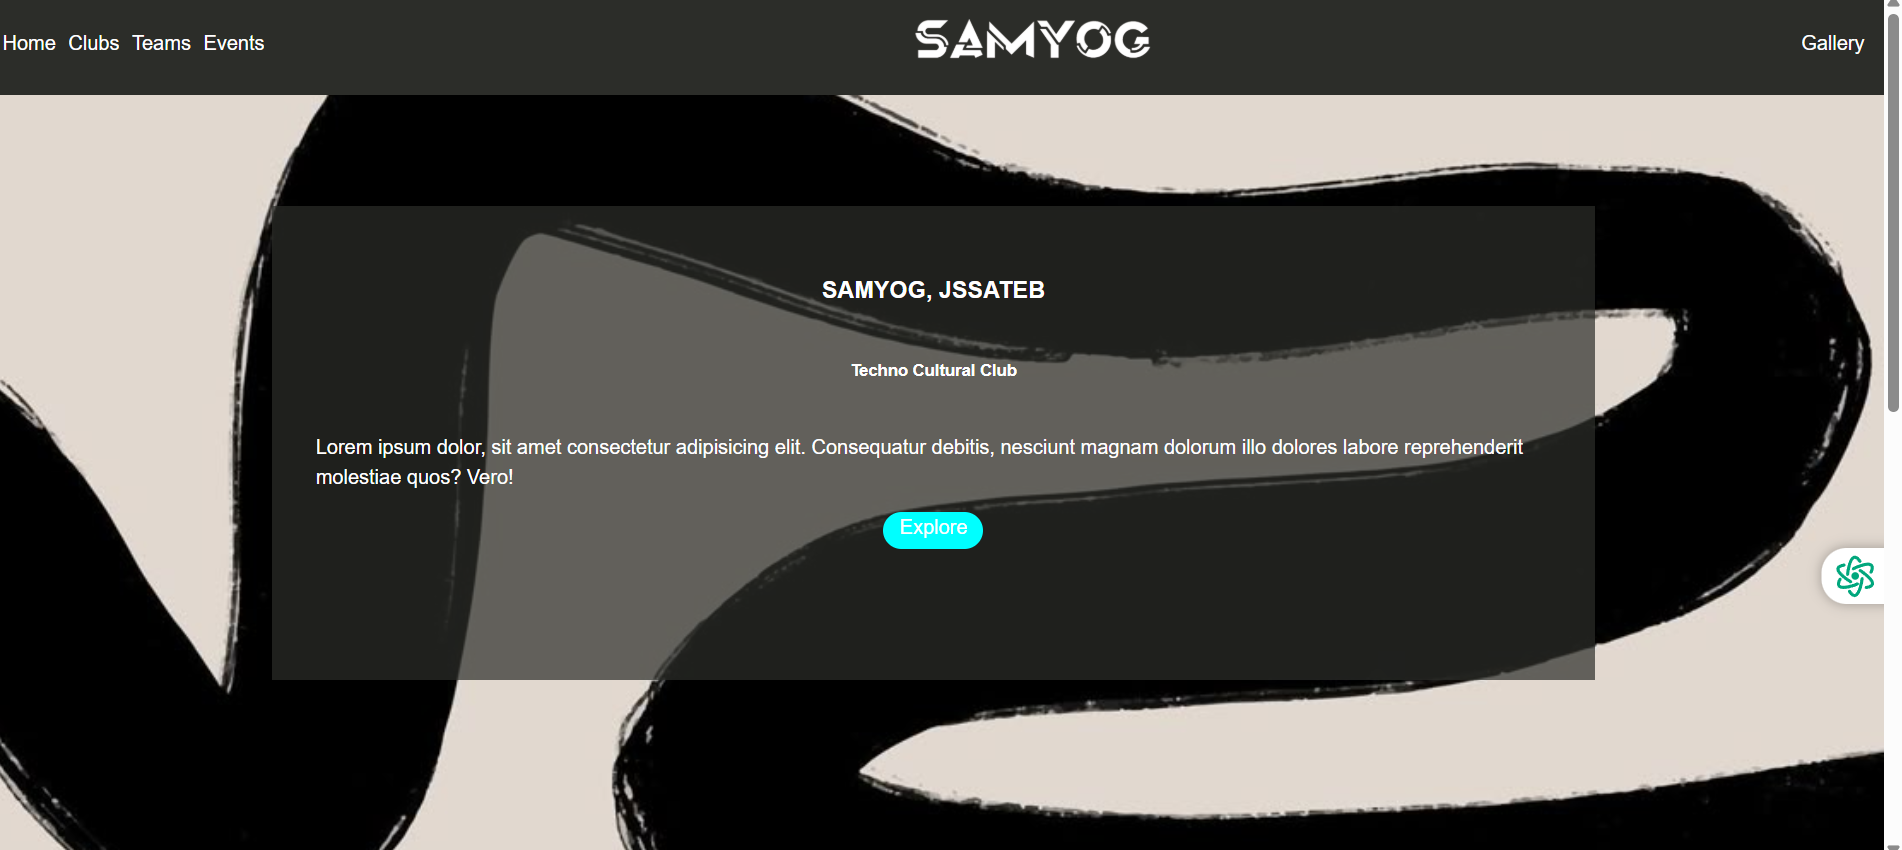 Home Clubs Teams Events SAMYOG Gallery
SAMYOG, JSSATEB
Techno Cultural Club
Lorem ipsum dolor, sit amet consectetur adipisicing elit. Consequatur debitis, nesciunt magnam dolorum illo dolores labore reprehenderit
molestiae quos? Vero!
Explore